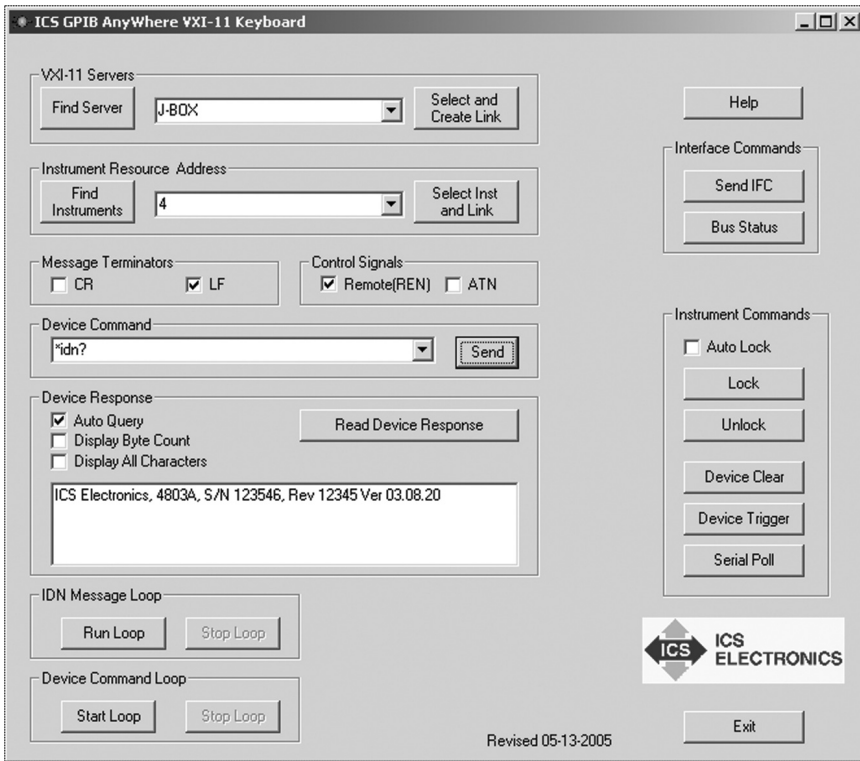 ICS GPIB AnyWhere VXI-11 Keyboard
VXI-11 Servers
Find Server
J-BOX
Select and
Create Link
Instrument Resource Address
Find
Instruments
4
Select Inst
and Link
Message Terminators
CR
LF
Control Signals
Remote(REN)
ATN
Device Command
*idn?
Send
Device Response
Auto Query
Display Byte Count
Display All Characters
Read Device Response
ICS Electronics, 4803A, S/N 123546, Rev 12345 Ver 03.08.20
IDN Message Loop
Run Loop
Stop Loop
Device Command Loop
Start Loop
Stop Loop
Revised 05-13-2005
Help
Interface Commands
Send IFC
Bus Status
Instrument Commands
Auto Lock
Lock
Unlock
Device Clear
Device Trigger
Serial Poll
ICS
ICS
ELECTRONICS
Exit